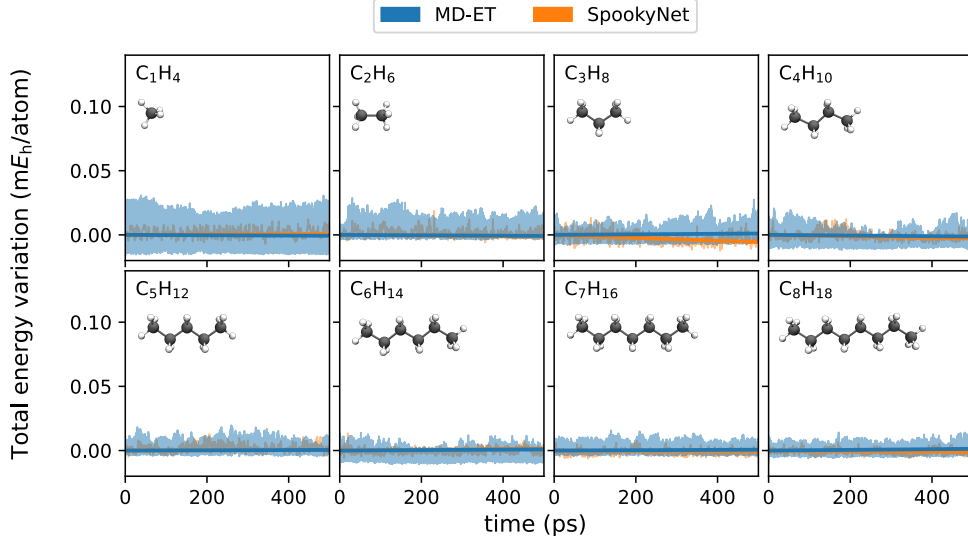 MD-ET SpookyNet
Total energy variation (mEₕ/atom)
C₁H₄ C₂H₆ C₃H₈ C₄H₁₀
0.10
0.05
0.00
C₅H₁₂ C₆H₁₄ C₇H₁₆ C₈H₁₈
0.10
0.05
0.00
0 200 400 0 200 400 0 200 400 0 200 400
time (ps)